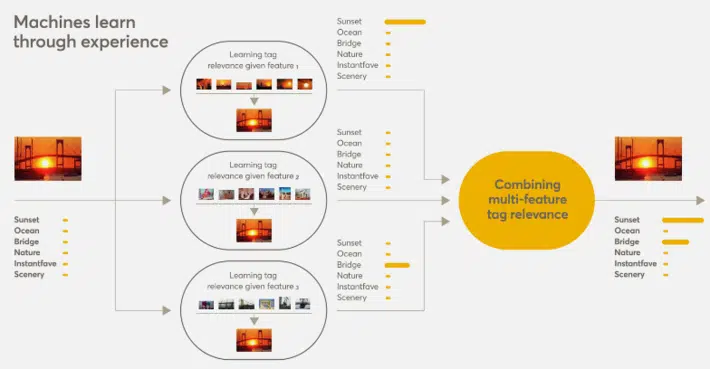 Machines learn
through experience
Sunset
Ocean
Bridge
Nature
Instantfave
Scenery
Learning tag
relevance given feature 1
Sunset
Ocean
Bridge
Nature
Instantfave
Scenery
Learning tag
relevance given feature 2
Sunset
Ocean
Bridge
Nature
Instantfave
Scenery
Learning tag
relevance given feature 3
Sunset
Ocean
Bridge
Nature
Instantfave
Scenery
Combining
multi-feature
tag relevance
Sunset
Ocean
Bridge
Nature
Instantfave
Scenery